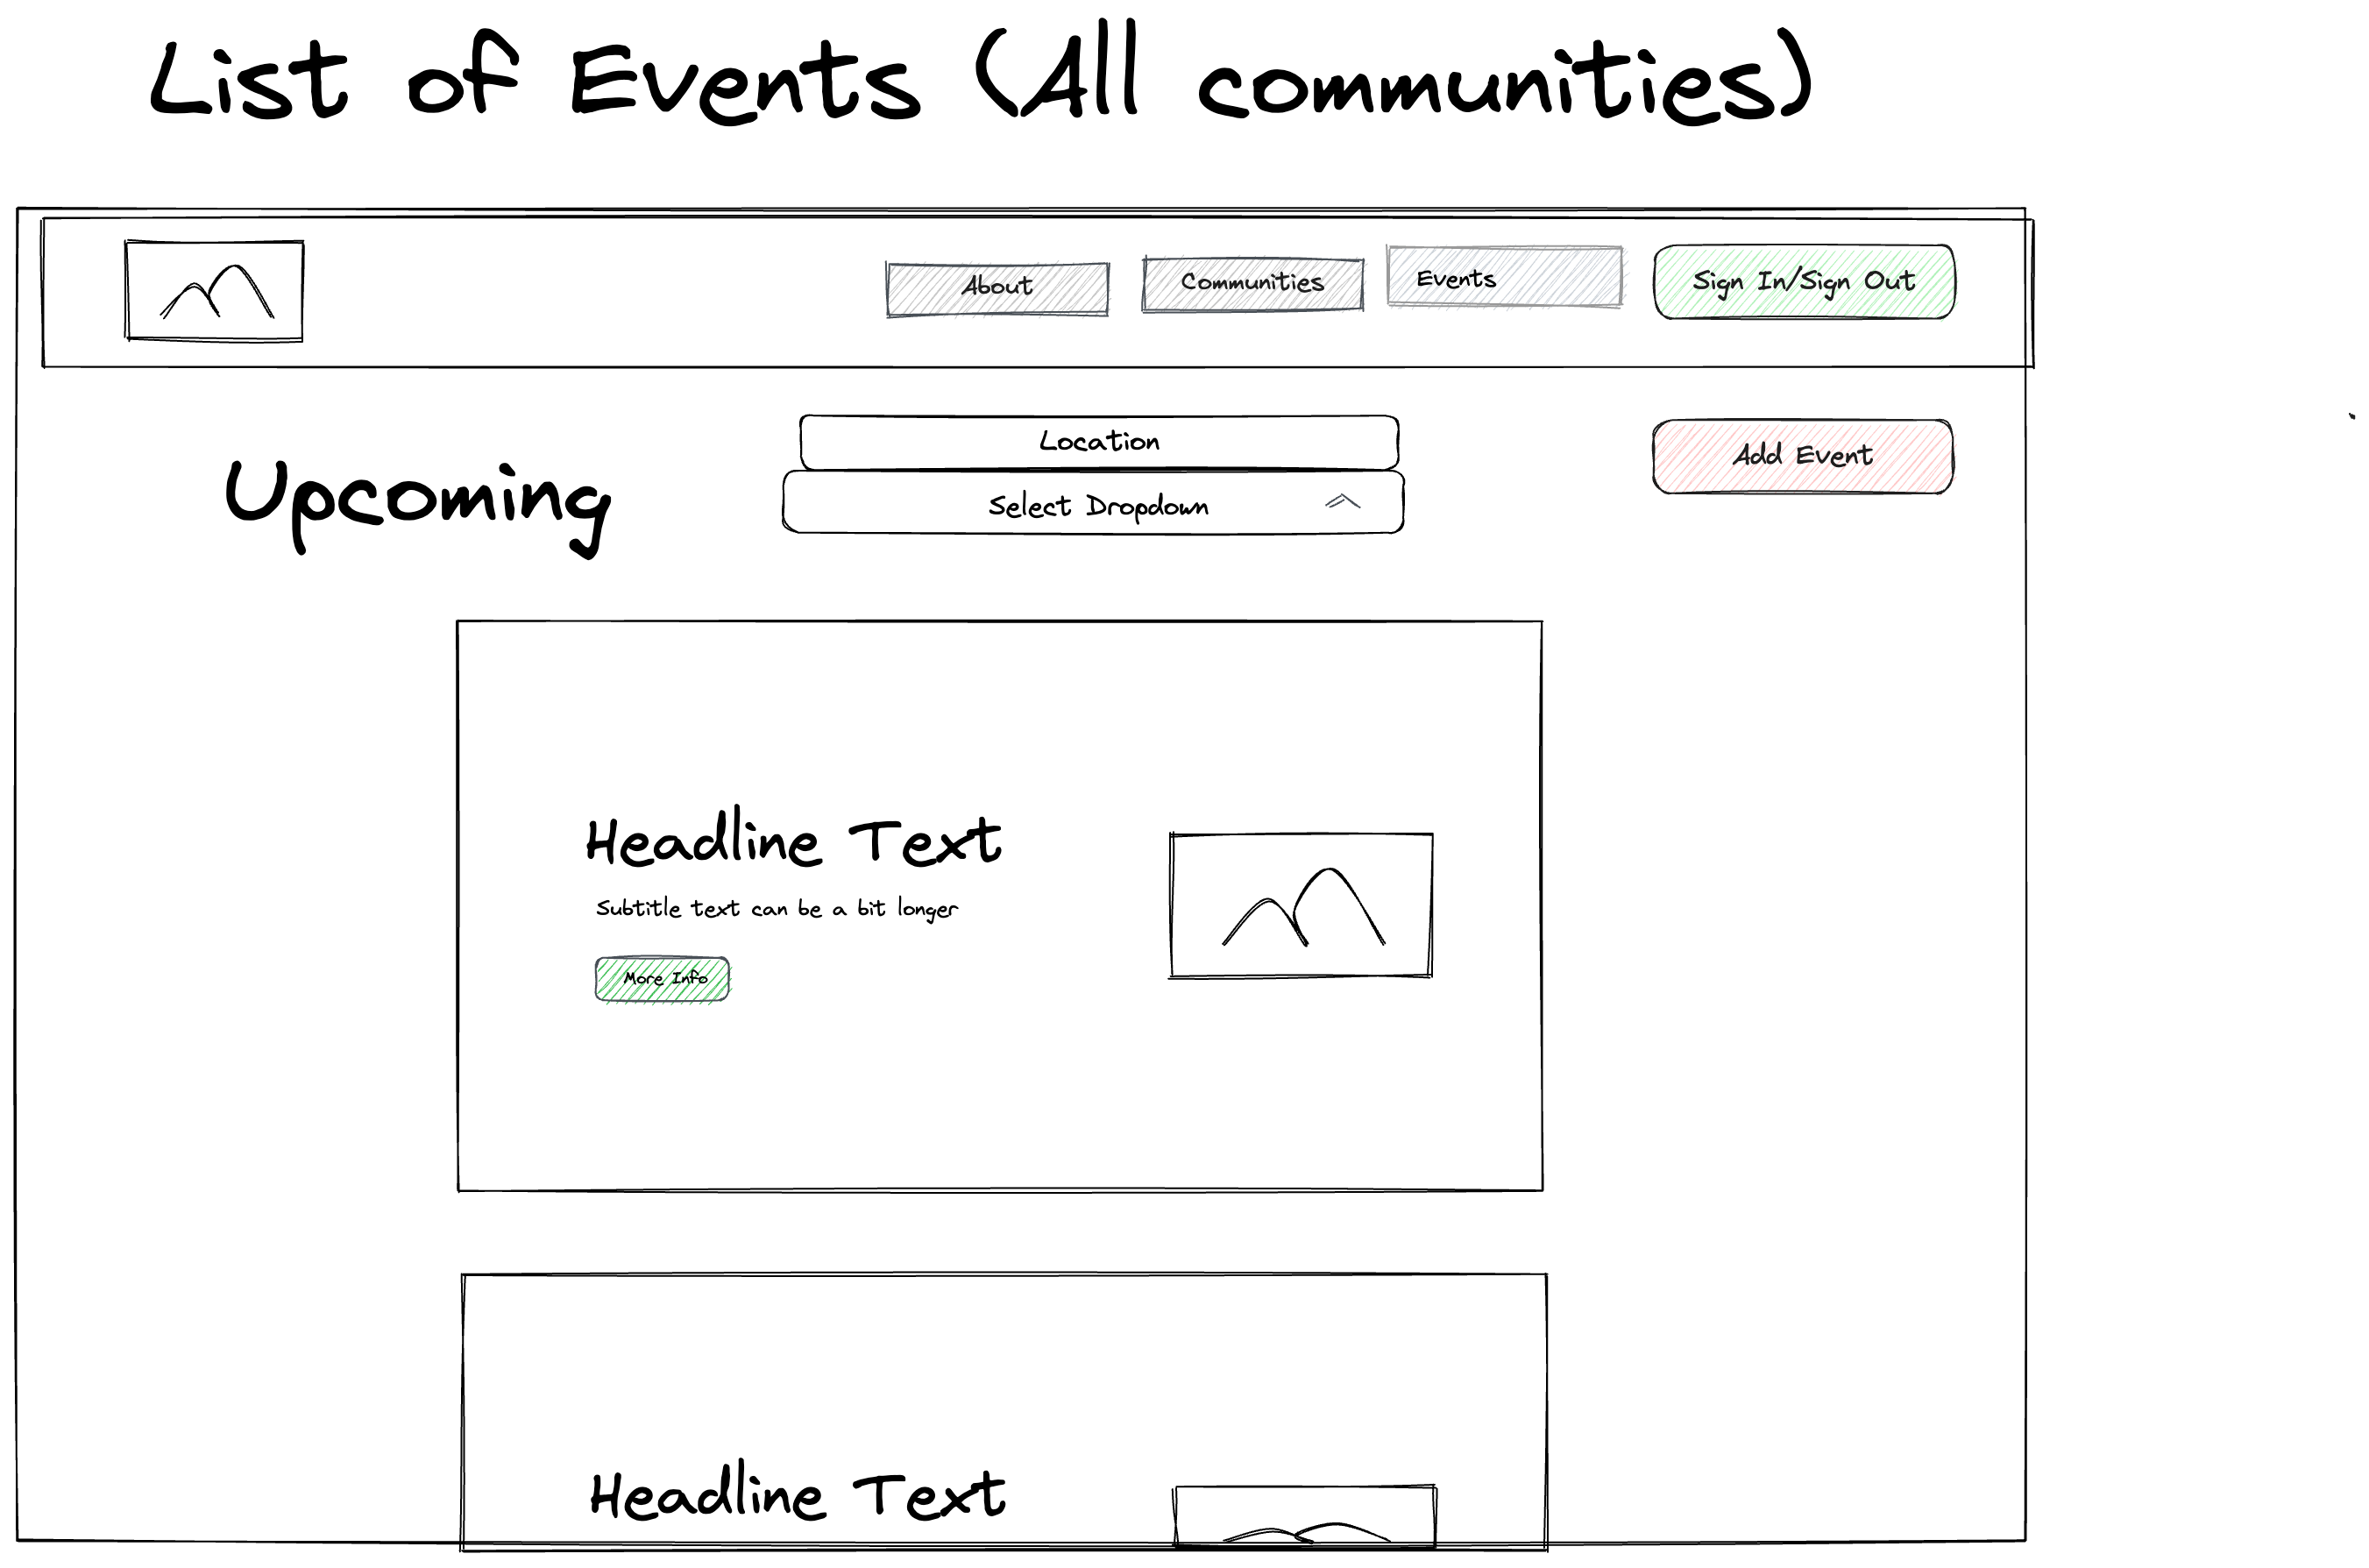 List of Events (All communities)
About
Communities
Events
Sign In/Sign Out
Location
Add Event
Upcoming
Select Dropdown
Headline Text
Subtitle text can be a bit longer
More Info
Headline Text